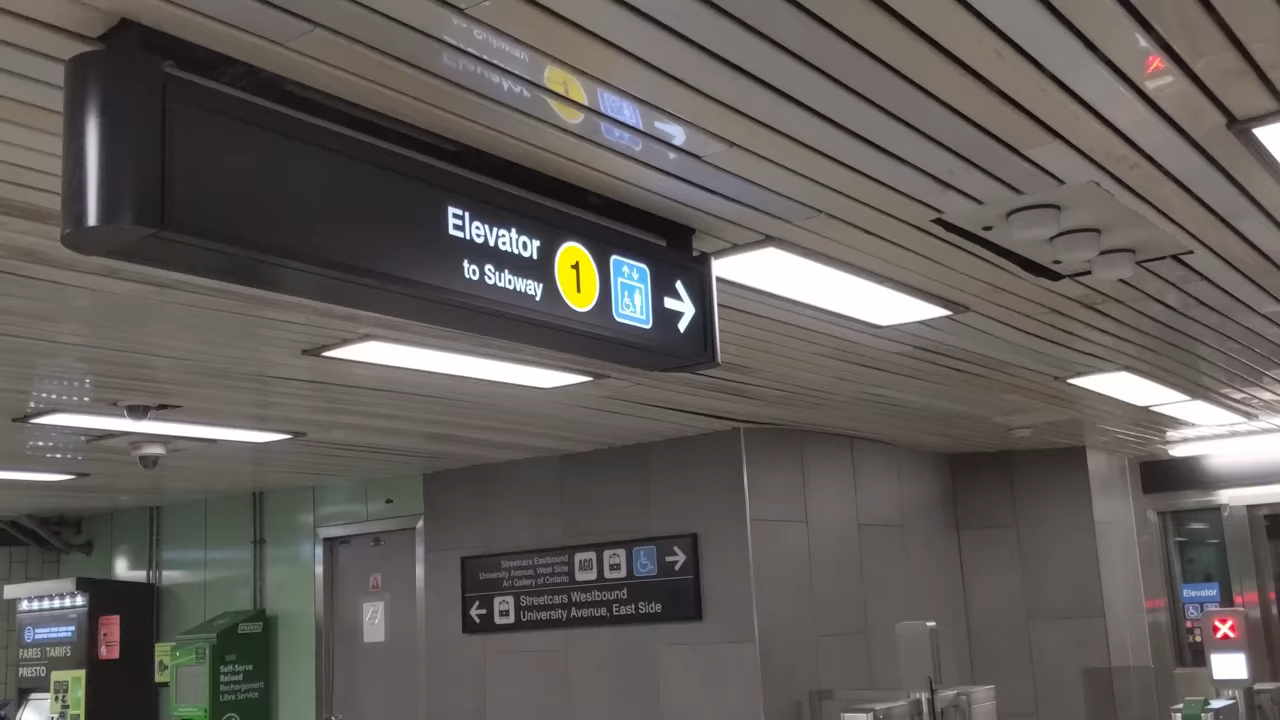 Elevator
to Subway
1
Streetcars Eastbound
University Avenue, West Side
Art Gallery of Ontario
AGO
Streetcars Westbound
University Avenue, East Side
FARES | TARIFS
PRESTO
PRESTO
Self-Serve
Reload
Rechargement
Libre Service
Elevator